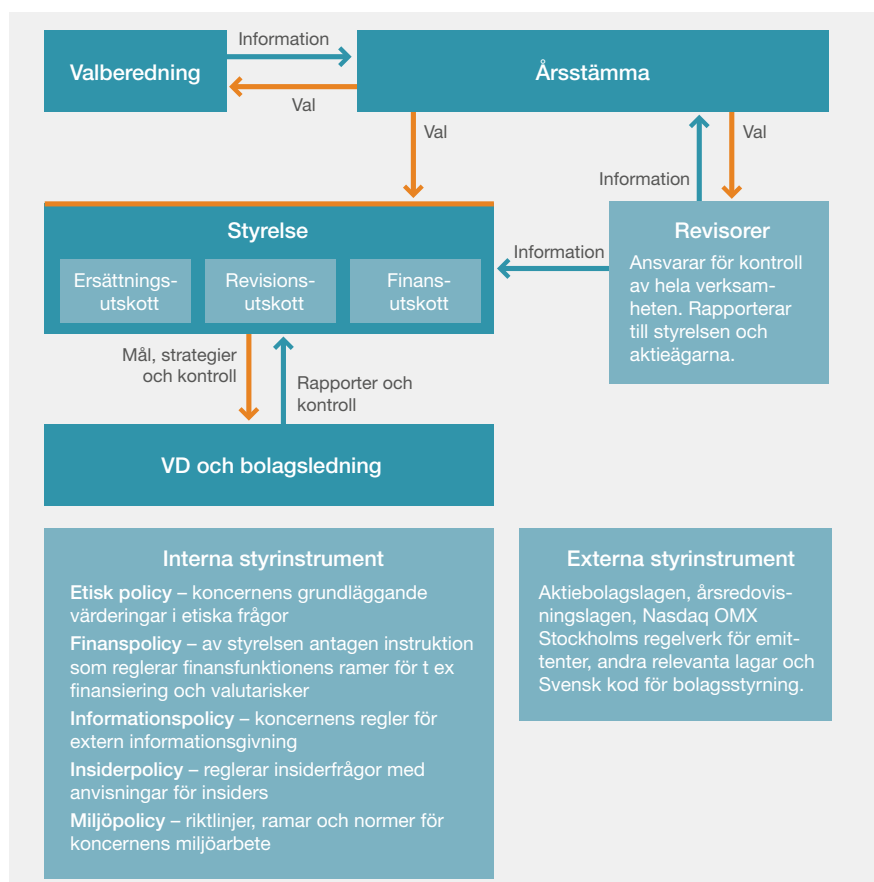 Information
Valberedning
Årsstämma
Val
Val
Val
Information
Styrelse
Ersättnings-
utskott
Revisions-
utskott
Finans-
utskott
Information
Revisorer
Ansvarar för kontroll
av hela verksam-
heten. Rapporterar
till styrelsen och
aktieägarna.
Mål, strategier
och kontroll
Rapporter och
kontroll
VD och bolagsledning
Interna styrinstrument
Etisk policy – koncernens grundläggande
värderingar i etiska frågor
Finanspolicy – av styrelsen antagen instruktion
som reglerar finansfunktionens ramer för t ex
finansiering och valutarisker
Informationspolicy – koncernens regler för
extern informationsgivning
Insiderpolicy – reglerar insiderfrågor med
anvisningar för insiders
Miljöpolicy – riktlinjer, ramar och normer för
koncernens miljöarbete
Externa styrinstrument
Aktiebolagslagen, årsredovis-
ningslagen, Nasdaq OMX
Stockholms regelverk för emit-
tenter, andra relevanta lagar och
Svensk kod för bolagsstyrning.